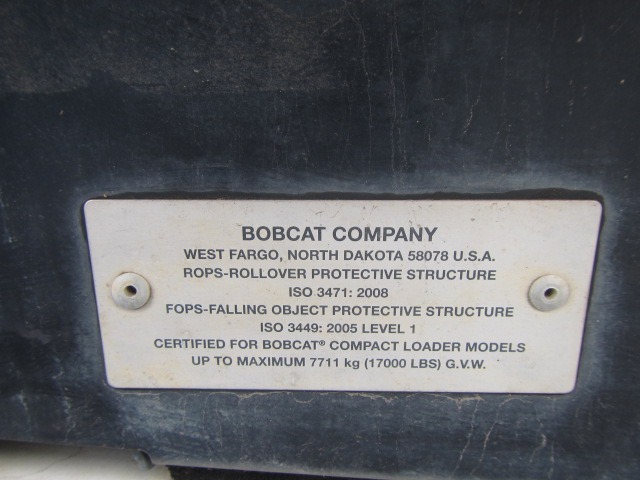 BOBCAT COMPANY
WEST FARGO, NORTH DAKOTA 58078 U.S.A.
ROPS-ROLLOVER PROTECTIVE STRUCTURE
ISO 3471: 2008
FOPS-FALLING OBJECT PROTECTIVE STRUCTURE
ISO 3449: 2005 LEVEL 1
CERTIFIED FOR BOBCAT® COMPACT LOADER MODELS
UP TO MAXIMUM 7711 kg (17000 LBS) G.V.W.